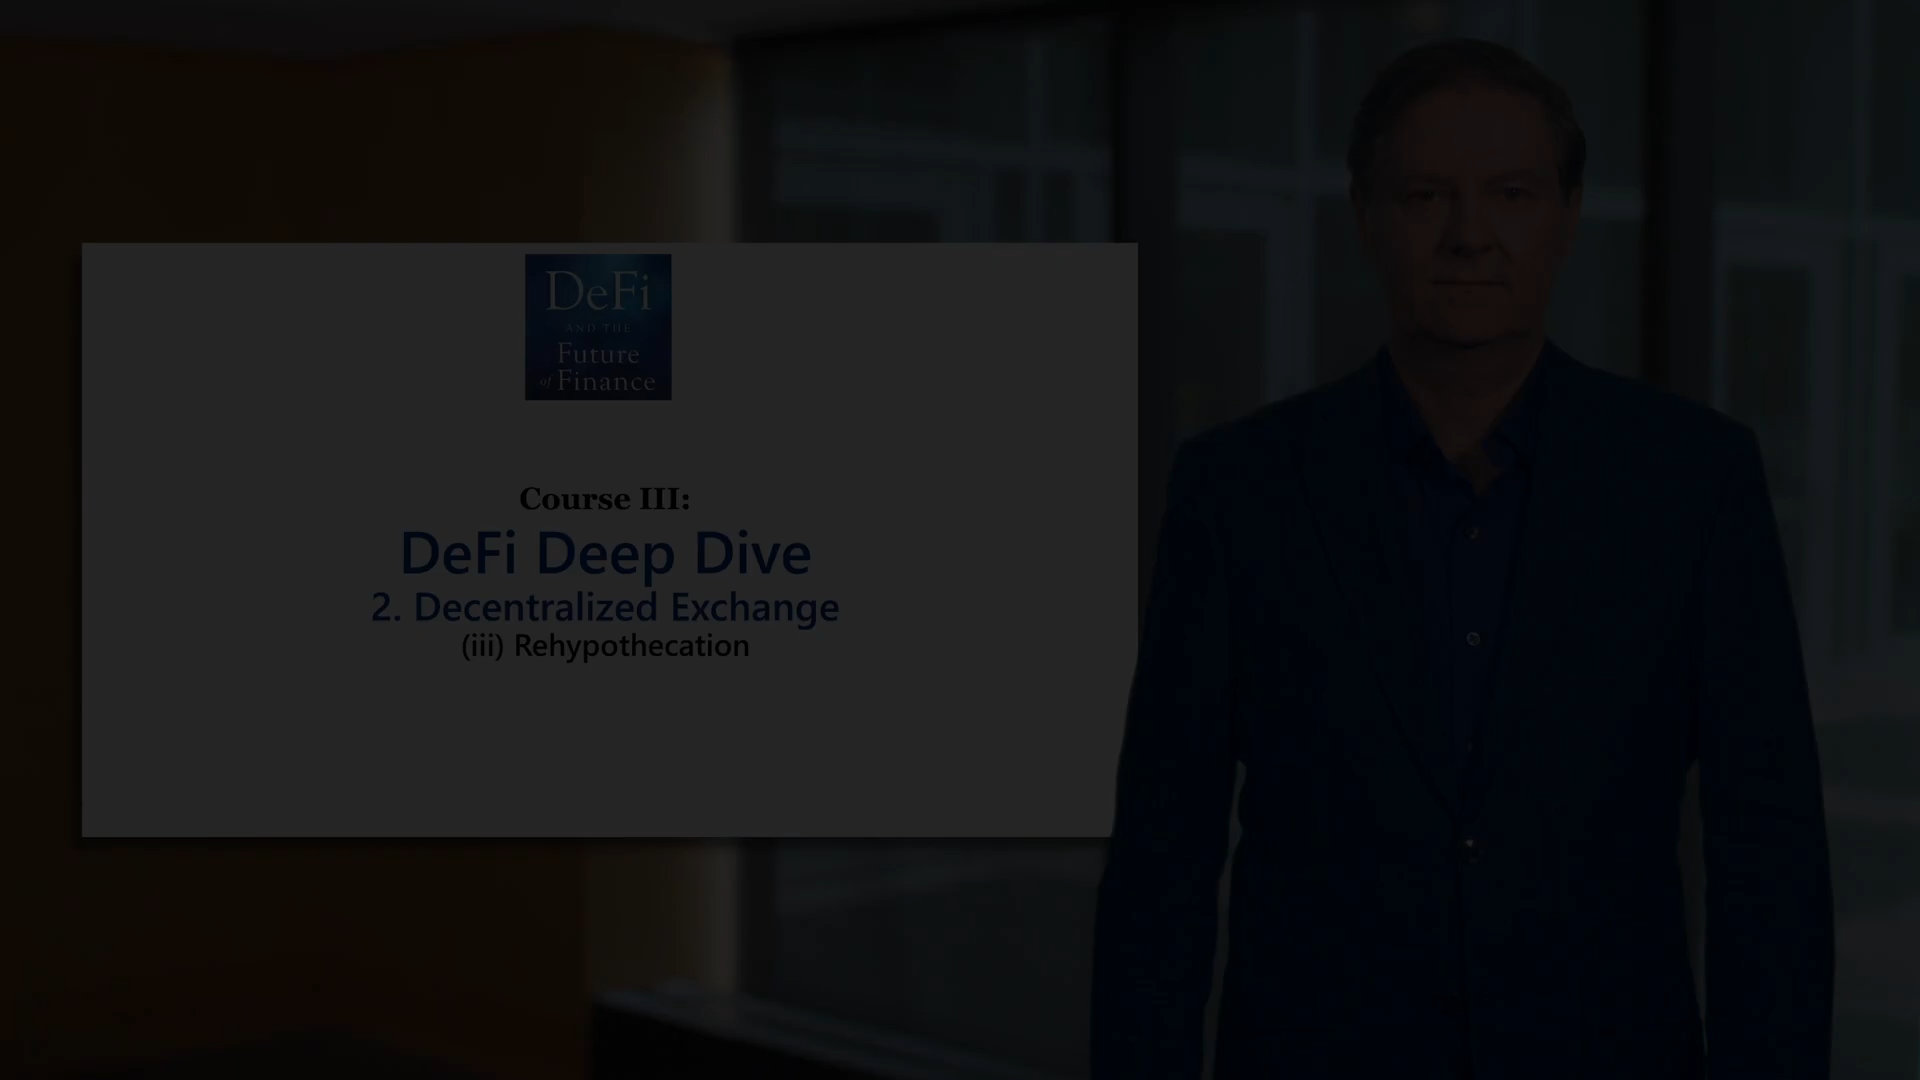 DeFi
AND THE
Future
of Finance
Course III:
DeFi Deep Dive
2. Decentralized Exchange
(iii) Rehypothecation